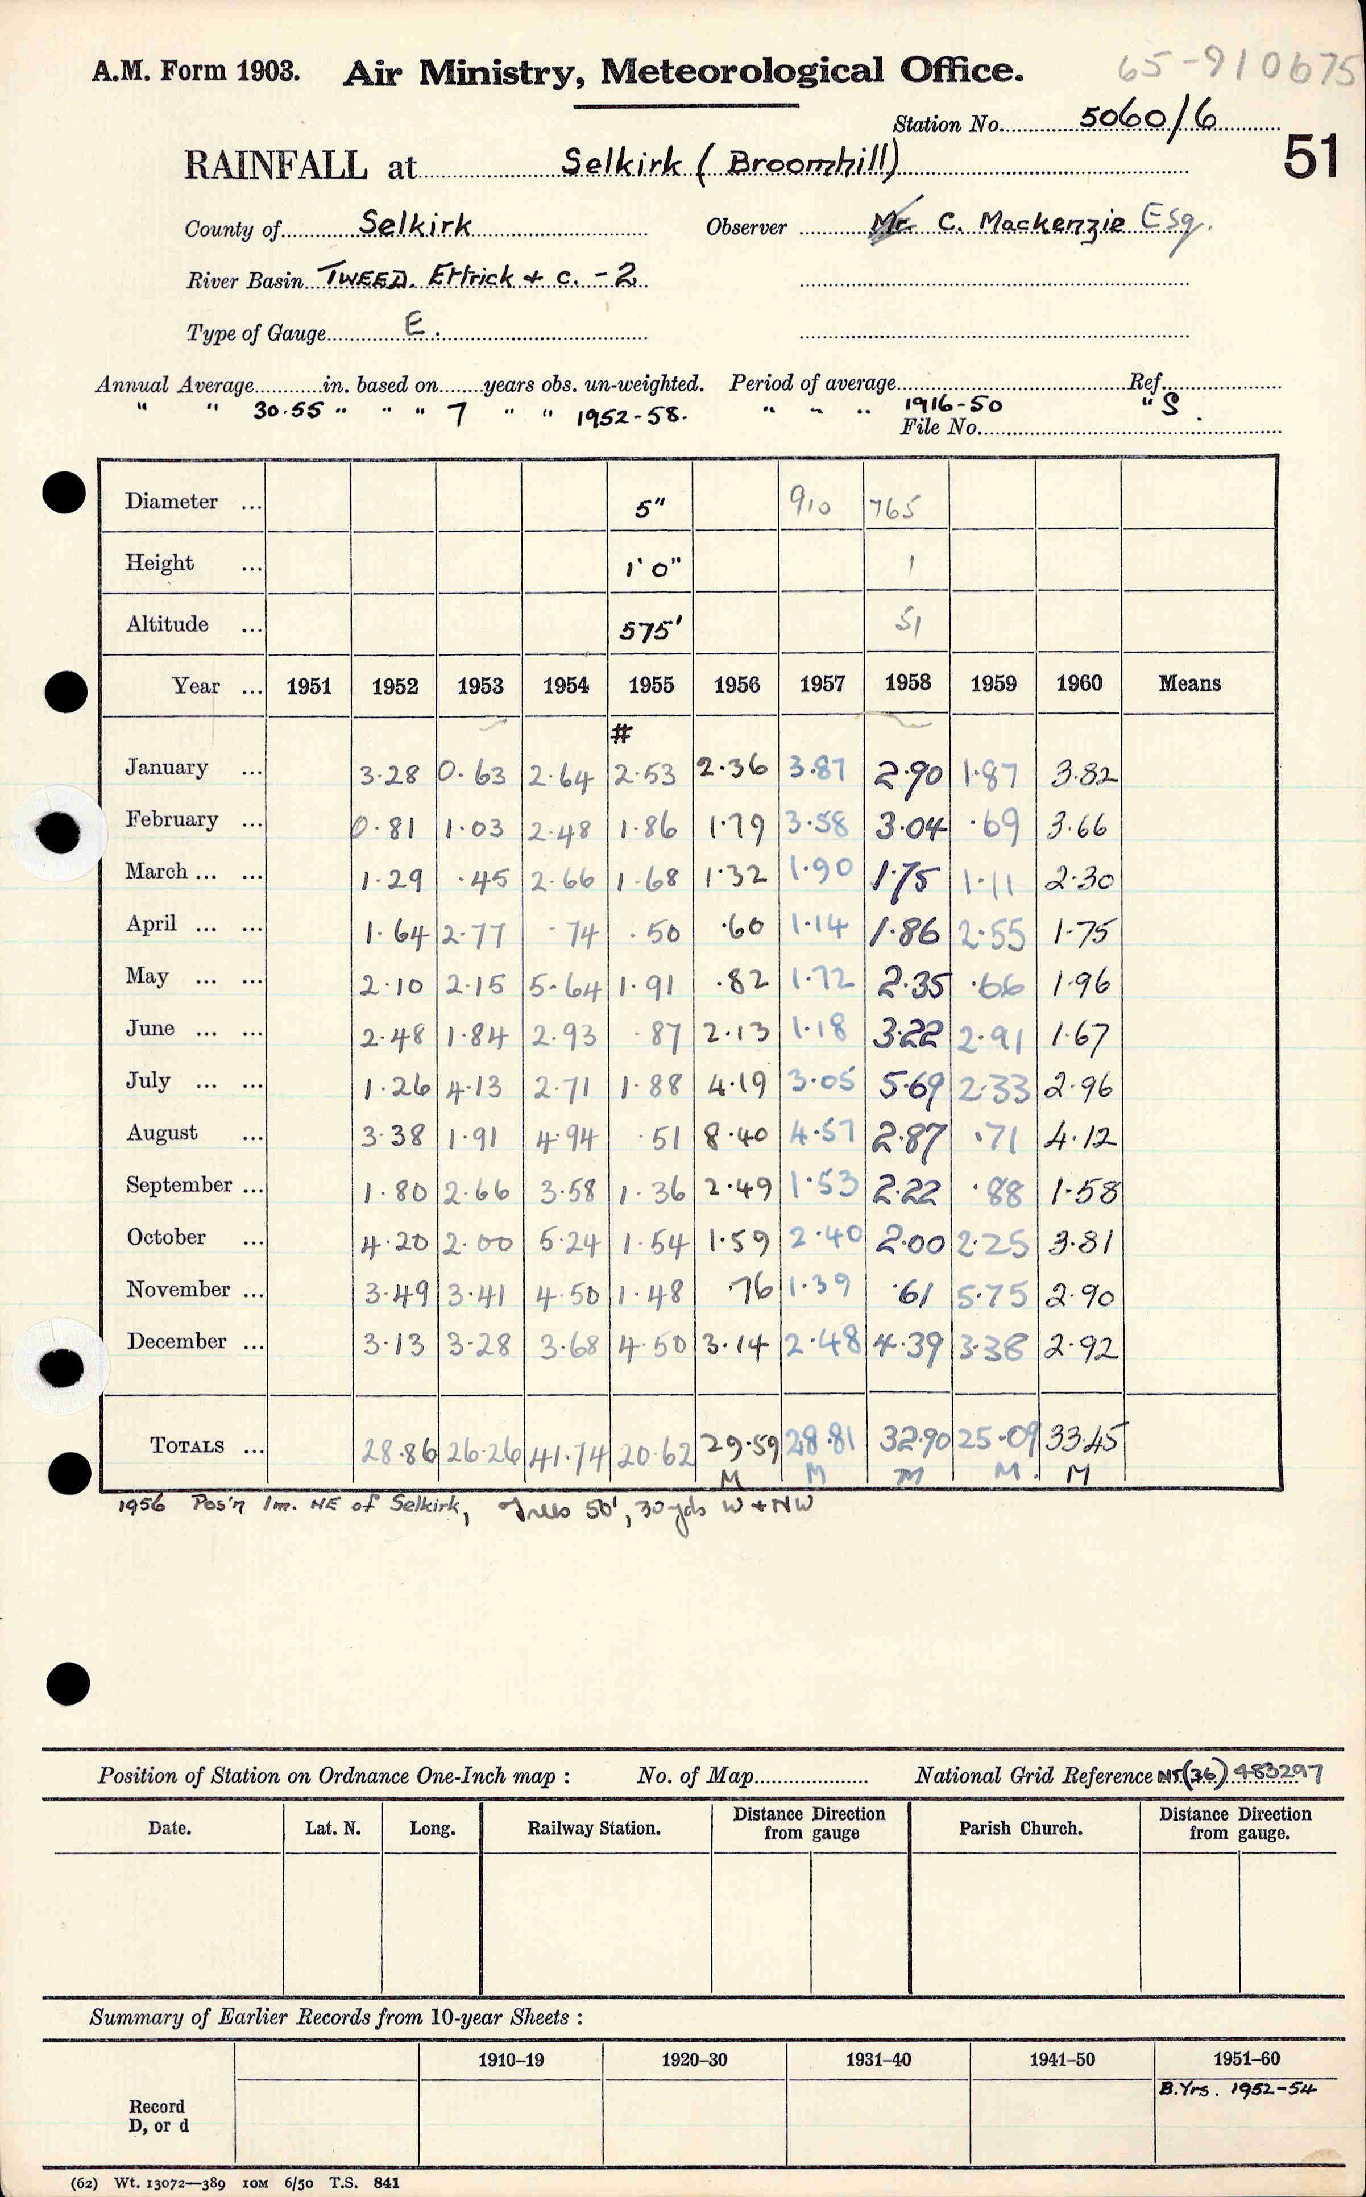 A.M. Form 1903. Air Ministry, Meteorological Office. 65-910675
Station No. 5060/6
51
RAINFALL at Selkirk (Broomhill)
County of Selkirk Observer Mr. C. Mackenzie Esq.
River Basin TWEED. Ettrick & c. - 2
Type of Gauge E.
Annual Average in. based on years obs. un-weighted. Period of average Ref.
" " 30.55 " " " 7 " " 1952-58. " " " 1916-50 " S.
File No.
Diameter ... 5" 910 765
Height ... 1' 0" 1
Altitude ... 575' 51
Year ... 1951 1952 1953 1954 1955 1956 1957 1958 1959 1960 Means
#
January ... 3.28 0.63 2.64 2.53 2.36 3.87 2.90 1.87 3.82
February ... 0.81 1.03 2.48 1.86 1.79 3.58 3.04 .69 3.66
March ... ... 1.29 .45 2.66 1.68 1.32 1.90 1.75 1.11 2.30
April ... ... 1.64 2.77 .74 .50 .60 1.14 1.86 2.55 1.75
May ... ... 2.10 2.15 5.64 1.91 .82 1.72 2.35 .66 1.96
June ... ... 2.48 1.84 2.93 .87 2.13 1.18 3.22 2.91 1.67
July ... ... 1.26 4.13 2.71 1.88 4.19 3.05 5.69 2.33 2.96
August ... 3.38 1.91 4.94 .51 8.40 4.57 2.87 .71 4.12
September ... 1.80 2.66 3.58 1.36 2.49 1.53 2.22 .88 1.58
October ... 4.20 2.00 5.24 1.54 1.59 2.40 2.00 2.25 3.81
November ... 3.49 3.41 4.50 1.48 .76 1.39 .61 5.75 2.90
December ... 3.13 3.28 3.68 4.50 3.14 2.48 4.39 3.38 2.92
TOTALS ... 28.86 26.26 41.74 20.62 29.59 28.81 32.90 25.09 33.45
M M M M. M
1956 Pos'n 1m. NE of Selkirk, Trees 50', 30 yds W & NW
Position of Station on Ordnance One-Inch map : No. of Map National Grid Reference NT(36) 483297
Date. Lat. N. Long. Railway Station. Distance Direction from gauge Parish Church. Distance Direction from gauge.
Summary of Earlier Records from 10-year Sheets :
1910–19 1920–30 1931–40 1941–50 1951–60
B.Yrs. 1952-54
Record
D, or d
(62) Wt. 13072—389 10M 6/50 T.S. 841